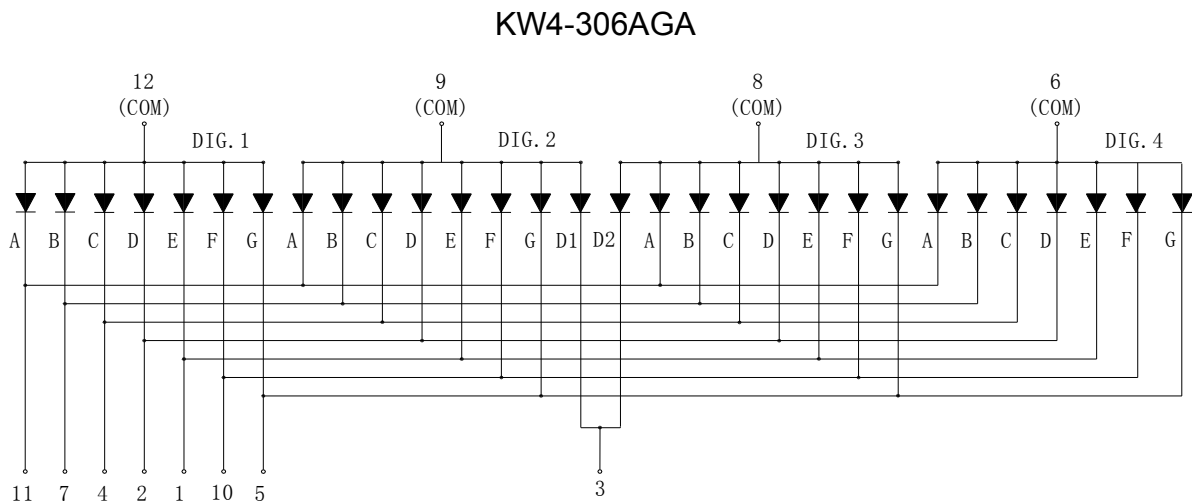 KW4-306AGA
12 9 8 6
(COM) (COM) (COM) (COM)
DIG.1 DIG.2 DIG.3 DIG.4
A B C D E F G A B C D E F G D1 D2 A B C D E F G A B C D E F G
11 7 4 2 1 10 5 3